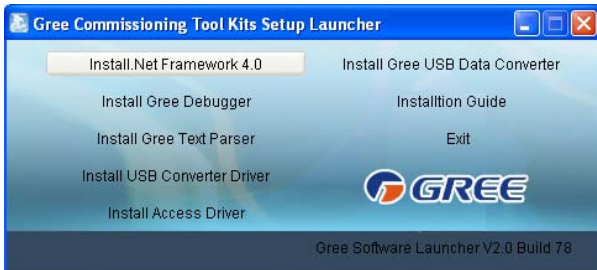 Gree Commissioning Tool Kits Setup Launcher
Install.Net Framework 4.0
Install Gree USB Data Converter
Install Gree Debugger
Installtion Guide
Install Gree Text Parser
Exit
Install USB Converter Driver
GREE
Install Access Driver
Gree Software Launcher V2.0 Build 78